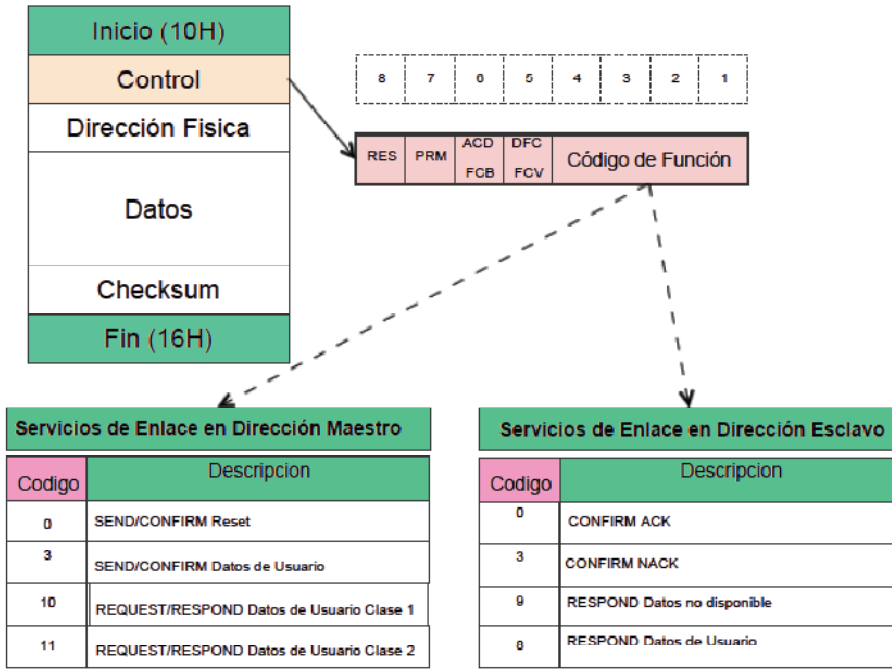 Inicio (10H)
Control
Dirección Fisica
Datos
Checksum
Fin (16H)
8 7 6 5 4 3 2 1
RES PRM ACD FCB DFC FCV Código de Función
Servicios de Enlace en Dirección Maestro
Codigo Descripcion
0 SEND/CONFIRM Reset
3 SEND/CONFIRM Datos de Usuario
10 REQUEST/RESPOND Datos de Usuario Clase 1
11 REQUEST/RESPOND Datos de Usuario Clase 2
Servicios de Enlace en Dirección Esclavo
Codigo Descripcion
0 CONFIRM ACK
3 CONFIRM NACK
9 RESPOND Datos no disponible
8 RESPOND Datos de Usuario